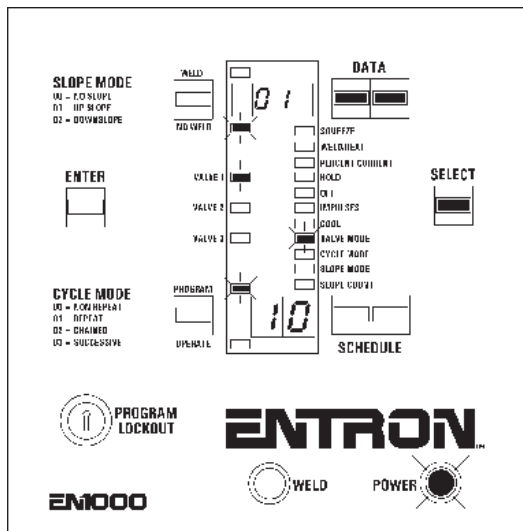 WELD
DATA
SLOPE MODE
00 = NO SLOPE
01 = UPSLOPE
02 = DOWNSLOPE
01
NO WELD
SQUEEZE
WELD/HEAT
PERCENT CURRENT
ENTER
VALVE 1
HOLD
SELECT
OFF
VALVE 2
IMPULSES
COOL
VALVE 3
VALVE MODE
CYCLE MODE
SLOPE MODE
CYCLE MODE
PROGRAM
SLOPE COUNT
00 = NON REPEAT
01 = REPEAT
02 = CHAINED
03 = SUCCESSIVE
10
OPERATE
SCHEDULE
PROGRAM
LOCKOUT
ENTRON
TM
WELD
POWER
EN1000